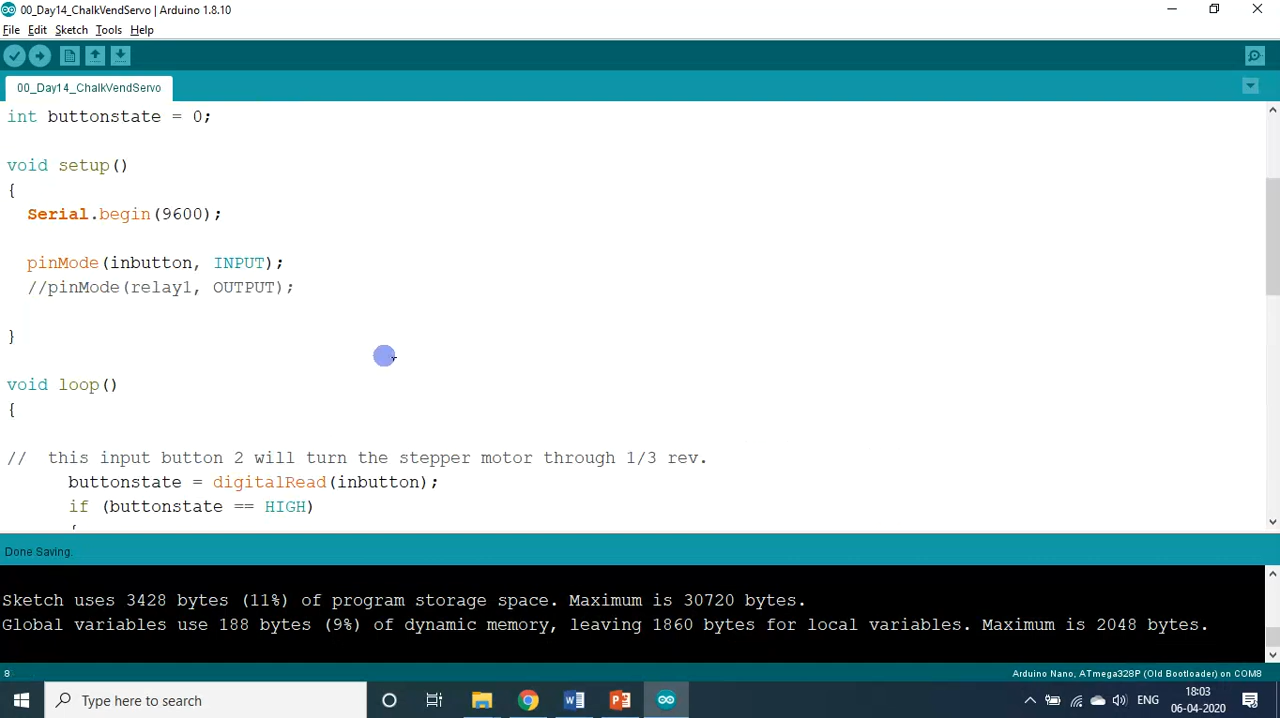 00_Day14_ChalkVendServo | Arduino 1.8.10
File Edit Sketch Tools Help
00_Day14_ChalkVendServo
int buttonstate = 0;
void setup()
{
Serial.begin(9600);
pinMode(inbutton, INPUT);
//pinMode(relay1, OUTPUT);
}
void loop()
{
// this input button 2 will turn the stepper motor through 1/3 rev.
buttonstate = digitalRead(inbutton);
if (buttonstate == HIGH)
{
Done Saving.
Sketch uses 3428 bytes (11%) of program storage space. Maximum is 30720 bytes.
Global variables use 188 bytes (9%) of dynamic memory, leaving 1860 bytes for local variables. Maximum is 2048 bytes.
8 Arduino Nano, ATmega328P (Old Bootloader) on COM8
Type here to search
ENG
18:03
06-04-2020